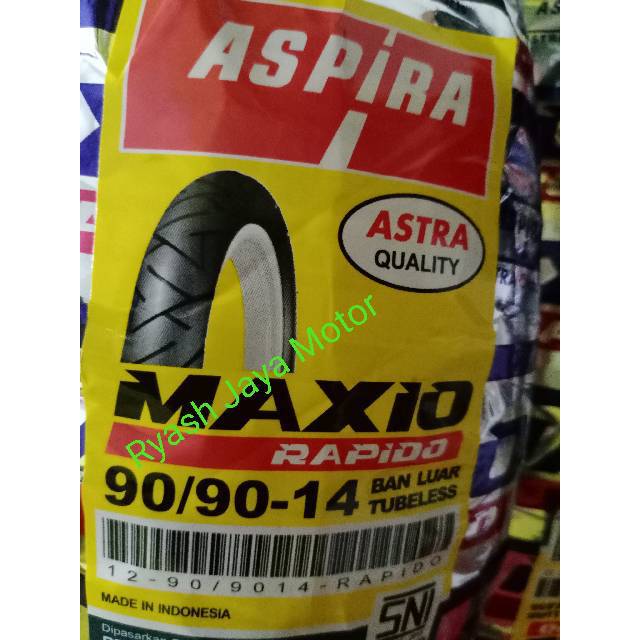 ASPIRA
ASTRA
QUALITY
MAXIO
RAPIDO
90/90-14
BAN LUAR
TUBELESS
12-90/9014-RAPIDO
MADE IN INDONESIA
SNI
Dipasarkan
Ryash Jaya Motor